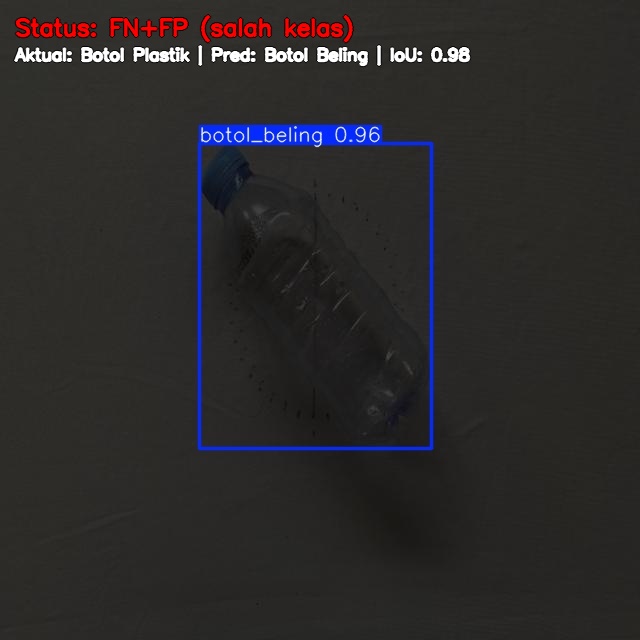 Status: FN+FP (salah kelas)
Aktual: Botol Plastik | Pred: Botol Beling | IoU: 0.98
botol_beling 0.96